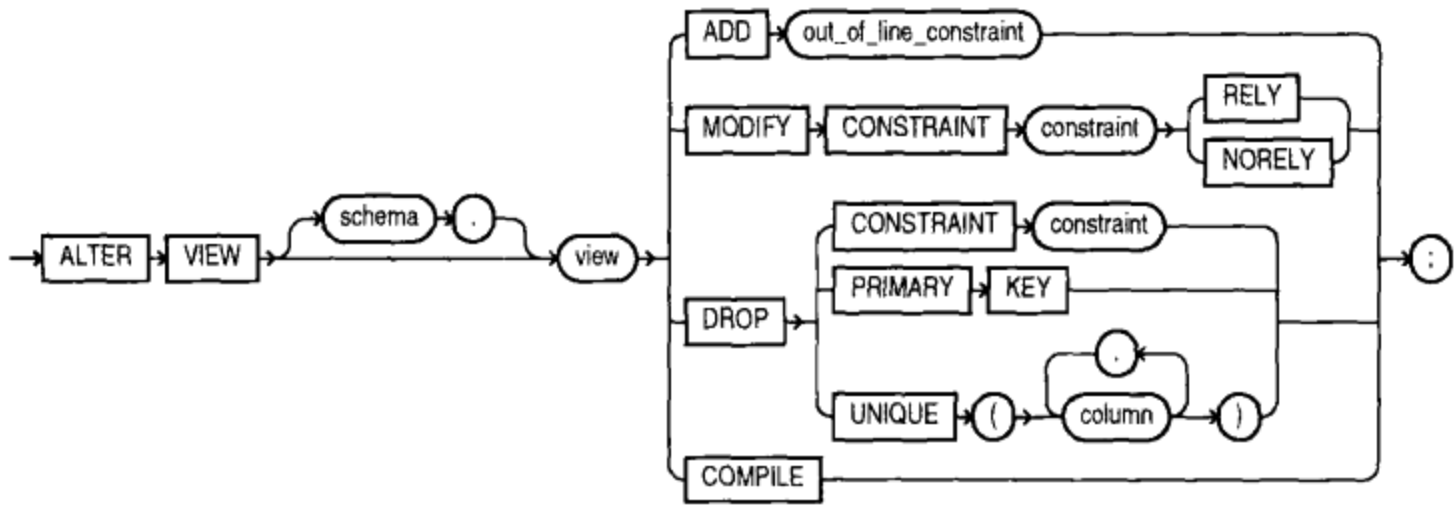 ADD out_of_line_constraint
RELY
MODIFY CONSTRAINT constraint
NORELY
schema .
CONSTRAINT constraint
ALTER VIEW view ;
PRIMARY KEY
DROP
,
UNIQUE ( column )
COMPILE